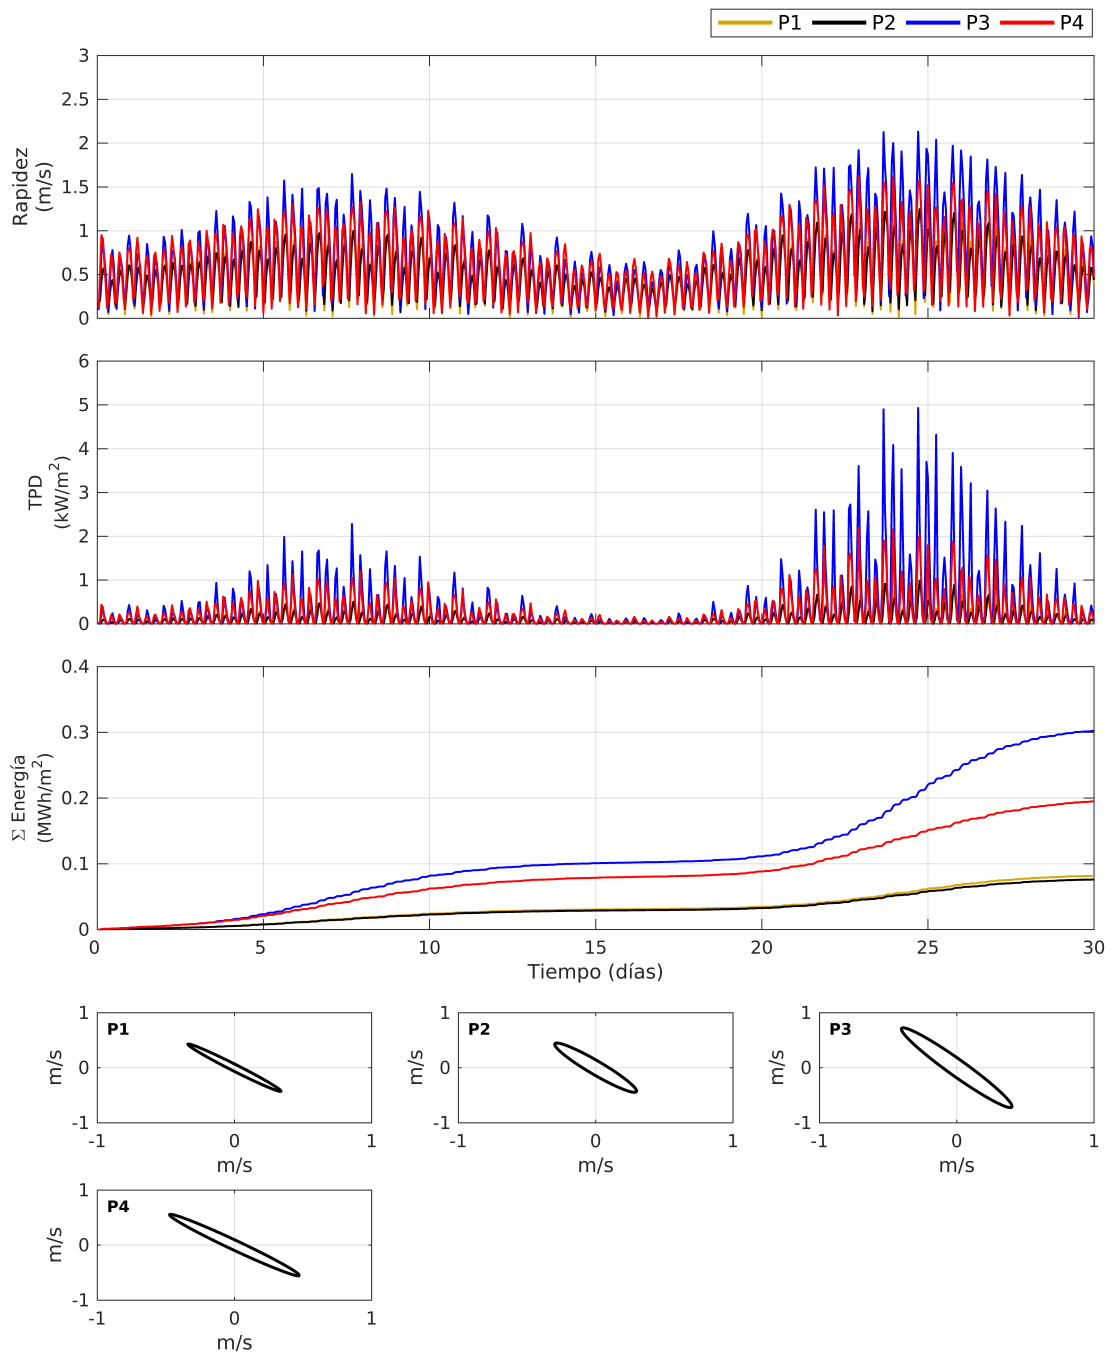 P1 P2 P3 P4
3
2.5
2
1.5
1
0.5
0
Rapidez
(m/s)
6
5
4
3
2
1
0
TPD
(kW/m²)
0.4
0.3
0.2
0.1
0
Σ Energía
(MWh/m²)
0 5 10 15 20 25 30
Tiempo (días)
P1
1
0
-1
m/s
-1 0 1
m/s
P2
1
0
-1
m/s
-1 0 1
m/s
P3
1
0
-1
m/s
-1 0 1
m/s
P4
1
0
-1
m/s
-1 0 1
m/s